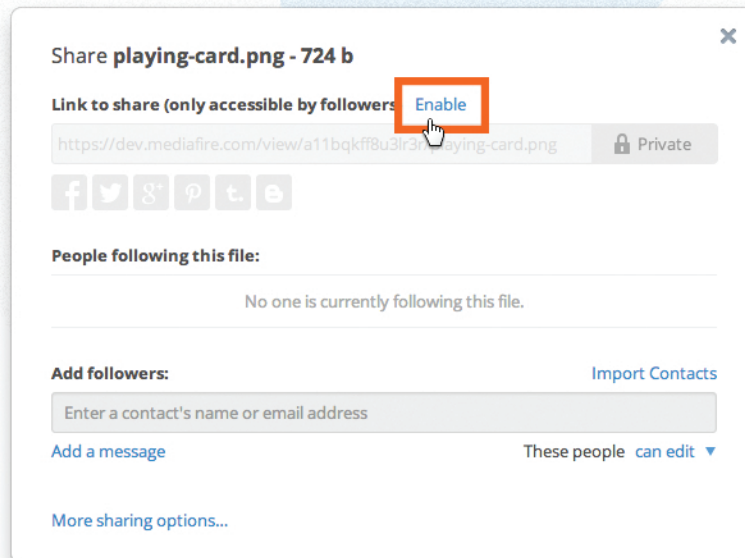 Share playing-card.png - 724 b
Link to share (only accessible by followers Enable
https://dev.mediafire.com/view/a11bqkff8u3lr3r/playing-card.png Private
People following this file:
No one is currently following this file.
Add followers: Import Contacts
Enter a contact's name or email address
Add a message These people can edit
More sharing options...